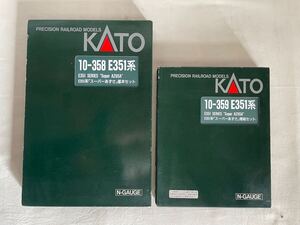 PRECISION RAILROAD MODELS
KATO
10-358 E351系
E351 SERIES "Super AZUSA"
E351系「スーパーあずさ」基本セット
N-GAUGE
PRECISION RAILROAD MODELS
KATO
10-359 E351系
E351 SERIES "Super AZUSA"
E351系「スーパーあずさ」増結セット
N-GAUGE